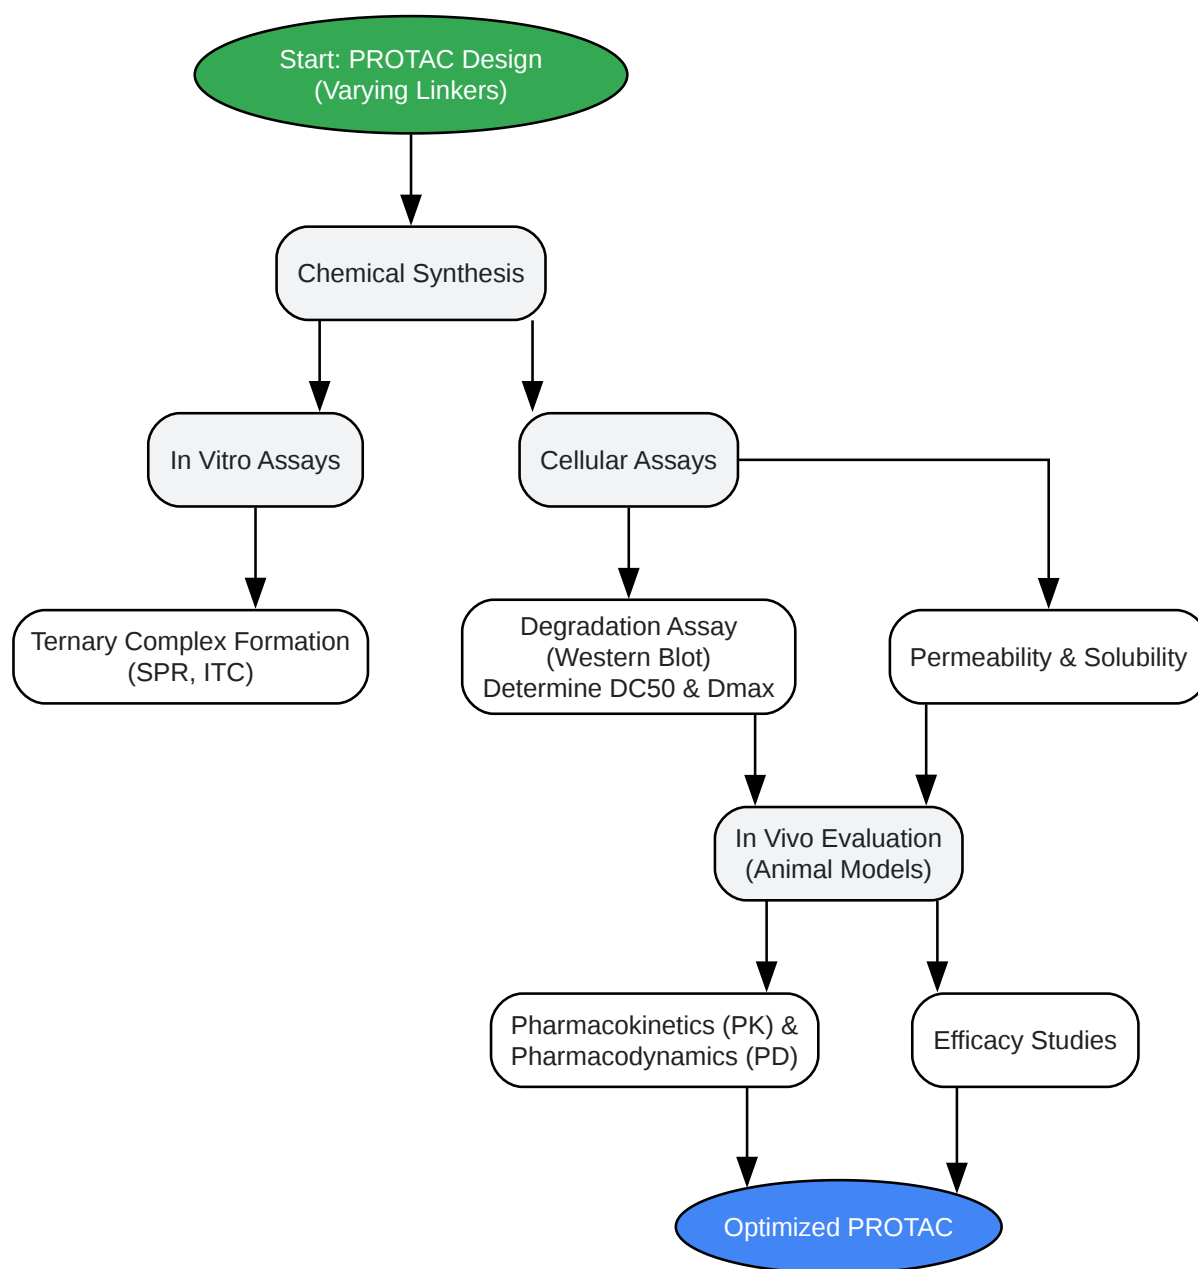 Start: PROTAC Design
(Varying Linkers)
Chemical Synthesis
In Vitro Assays
Cellular Assays
Ternary Complex Formation
(SPR, ITC)
Degradation Assay
(Western Blot)
Determine DC50 & Dmax
Permeability & Solubility
In Vivo Evaluation
(Animal Models)
Pharmacokinetics (PK) &
Pharmacodynamics (PD)
Efficacy Studies
Optimized PROTAC